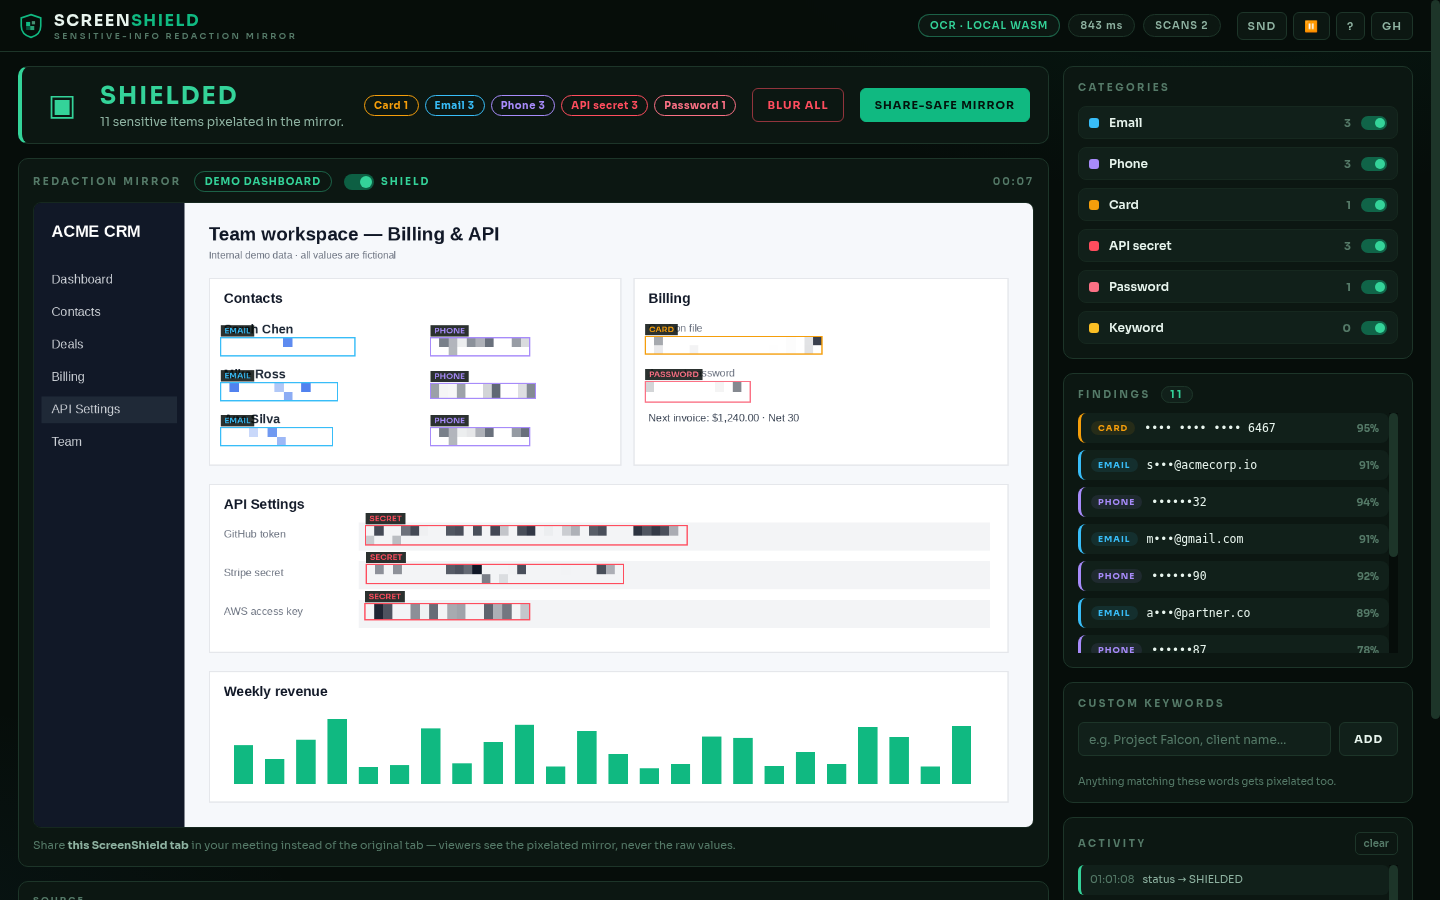 SCREENSHIELD
SENSITIVE-INFO REDACTION MIRROR
OCR · LOCAL WASM
843 ms
SCANS 2
SND
?
GH
SHIELDED
11 sensitive items pixelated in the mirror.
Card 1
Email 3
Phone 3
API secret 3
Password 1
BLUR ALL
SHARE-SAFE MIRROR
REDACTION MIRROR
DEMO DASHBOARD
SHIELD
00:07
ACME CRM
Dashboard
Contacts
Deals
Billing
API Settings
Team
Team workspace — Billing & API
Internal demo data · all values are fictional
Contacts
EMAIL
Chen
PHONE
EMAIL
Ross
PHONE
EMAIL
Silva
PHONE
Billing
CARD
on file
PASSWORD
Next invoice: $1,240.00 · Net 30
API Settings
SECRET
GitHub token
SECRET
Stripe secret
SECRET
AWS access key
Weekly revenue
Share this ScreenShield tab in your meeting instead of the original tab — viewers see the pixelated mirror, never the raw values.
CATEGORIES
Email 3
Phone 3
Card 1
API secret 3
Password 1
Keyword 0
FINDINGS 11
CARD •••• •••• •••• 6467 95%
EMAIL s•••@acmecorp.io 91%
PHONE ••••••32 94%
EMAIL m•••@gmail.com 91%
PHONE ••••••90 92%
EMAIL a•••@partner.co 89%
PHONE ••••••87 78%
CUSTOM KEYWORDS
e.g. Project Falcon, client name...
ADD
Anything matching these words gets pixelated too.
ACTIVITY
clear
01:01:08 status → SHIELDED
SOURCE